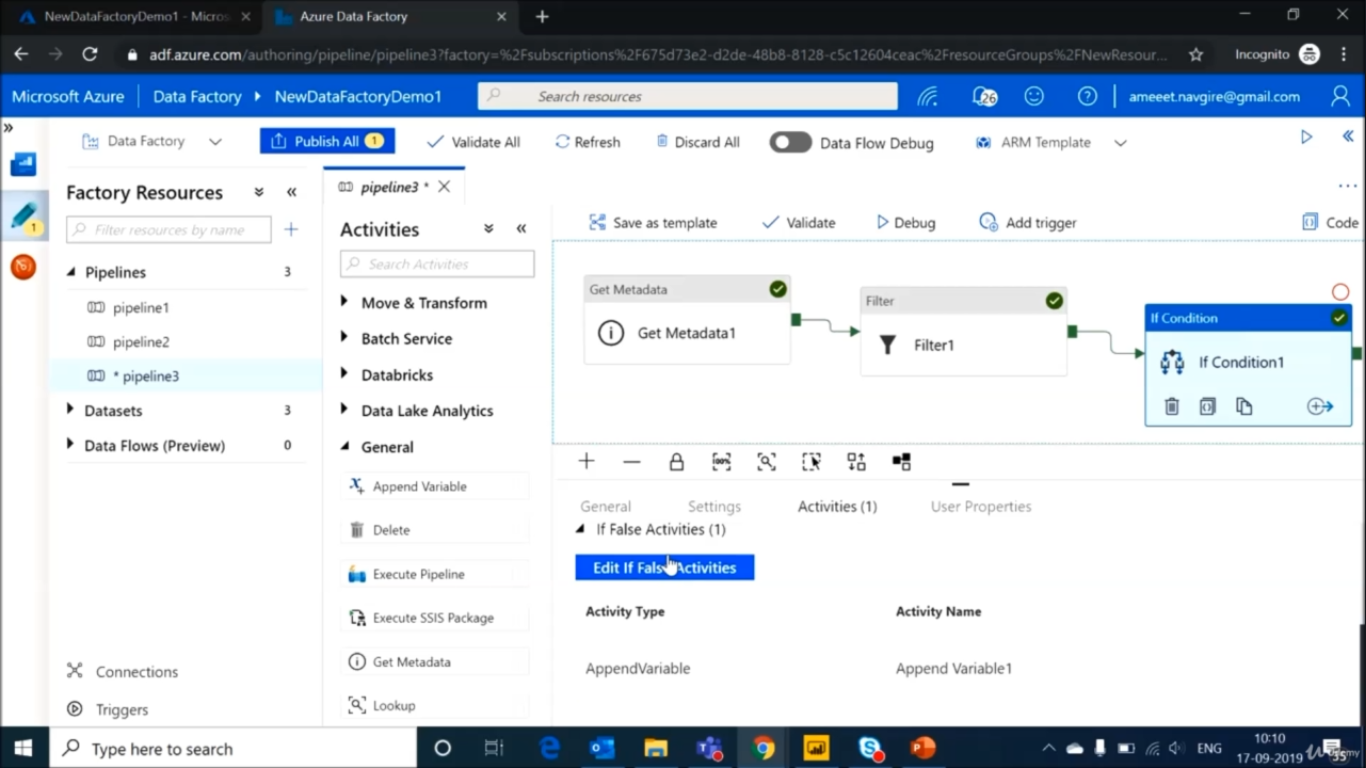 NewDataFactoryDemo1 - Micros
Azure Data Factory
adf.azure.com/authoring/pipeline/pipeline3?factory=%2Fsubscriptions%2F675d73e2-d2de-48b8-8128-c5c12604ceac%2FresourceGroups%2FNewResour...
Incognito
Microsoft Azure
Data Factory
NewDataFactoryDemo1
Search resources
26
ameeet.navgire@gmail.com
Data Factory
Publish All 1
Validate All
Refresh
Discard All
Data Flow Debug
ARM Template
1
Factory Resources
Filter resources by name
Pipelines 3
pipeline1
pipeline2
* pipeline3
Datasets 3
Data Flows (Preview) 0
Connections
Triggers
pipeline3 *
Activities
Search Activities
Move & Transform
Batch Service
Databricks
Data Lake Analytics
General
Append Variable
Delete
Execute Pipeline
Execute SSIS Package
Get Metadata
Lookup
Save as template
Validate
Debug
Add trigger
Code
Get Metadata
Get Metadata1
Filter
Filter1
If Condition
If Condition1
100%
General
Settings
Activities (1)
User Properties
If False Activities (1)
Edit If False Activities
Activity Type
Activity Name
AppendVariable
Append Variable1
Type here to search
ENG
10:10
17-09-2019